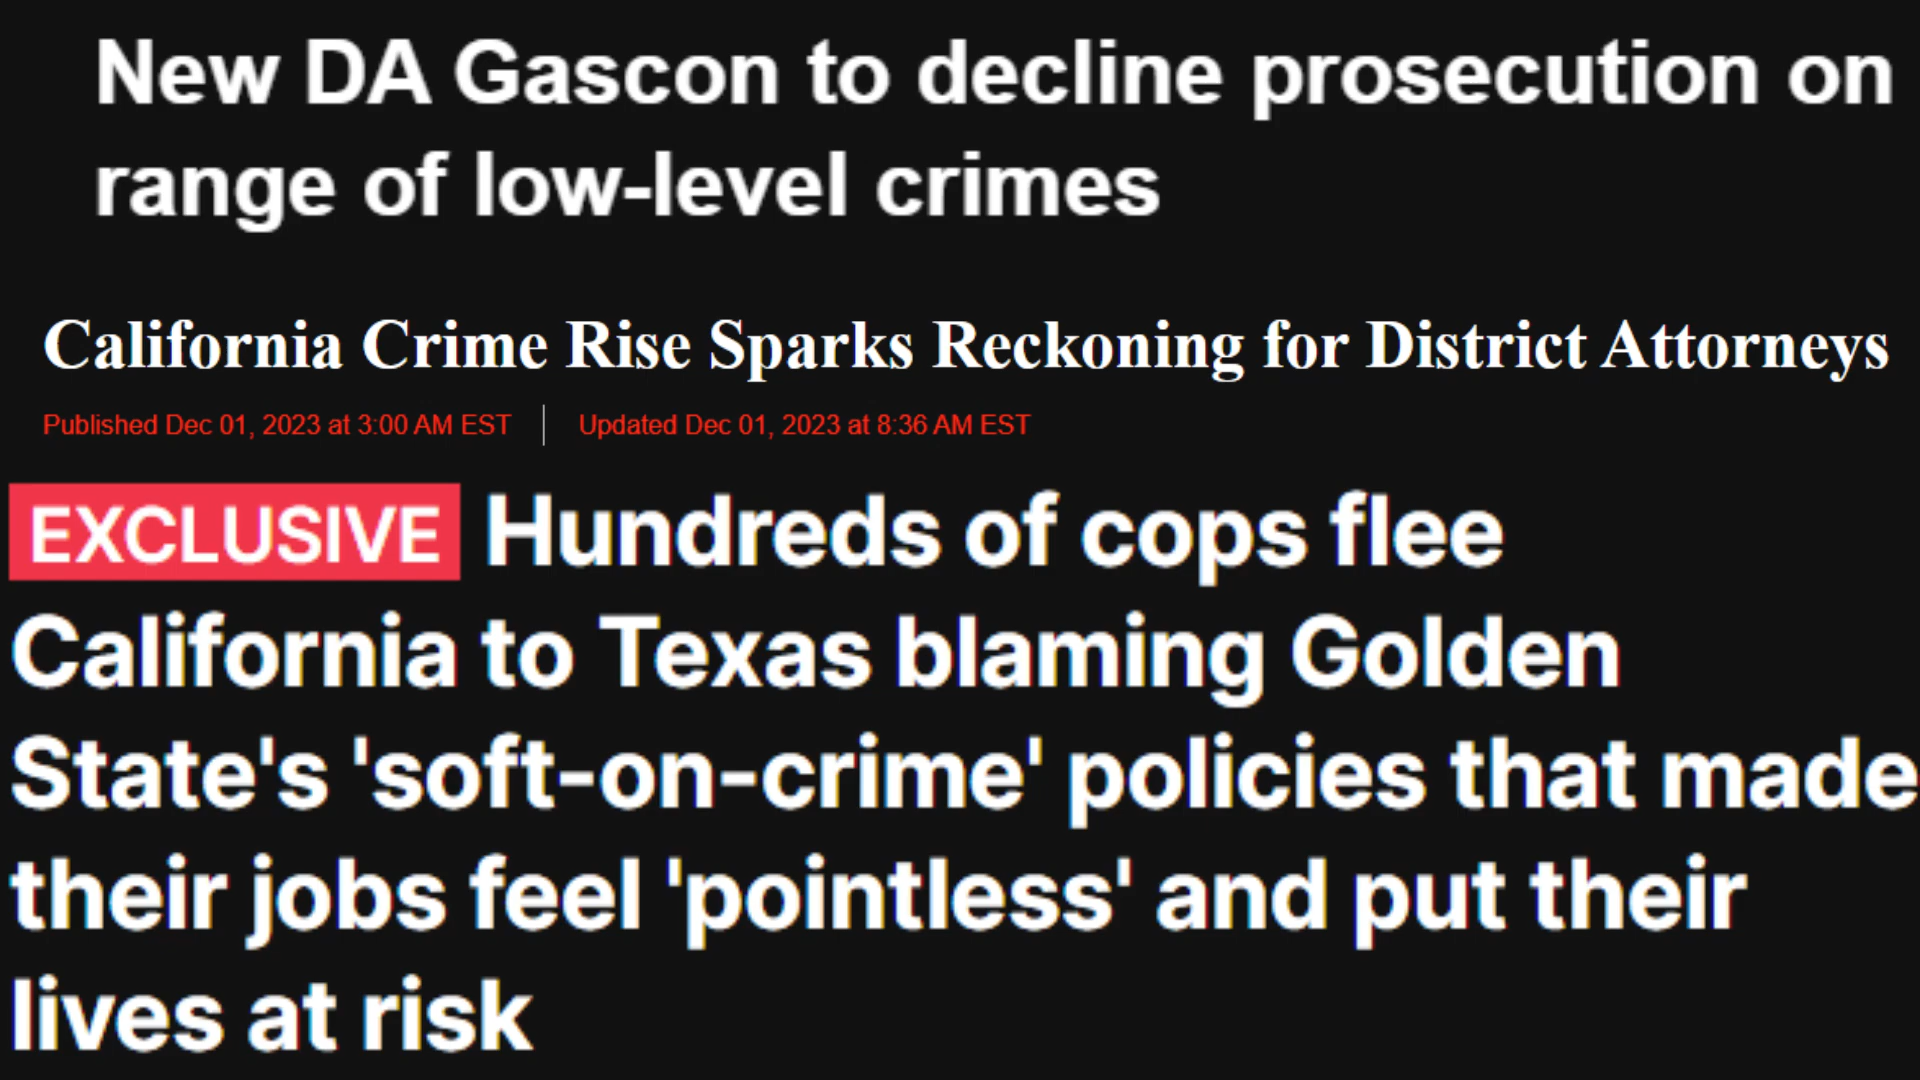 New DA Gascon to decline prosecution on
range of low-level crimes
California Crime Rise Sparks Reckoning for District Attorneys
Published Dec 01, 2023 at 3:00 AM EST | Updated Dec 01, 2023 at 8:36 AM EST
EXCLUSIVE Hundreds of cops flee
California to Texas blaming Golden
State's 'soft-on-crime' policies that made
their jobs feel 'pointless' and put their
lives at risk